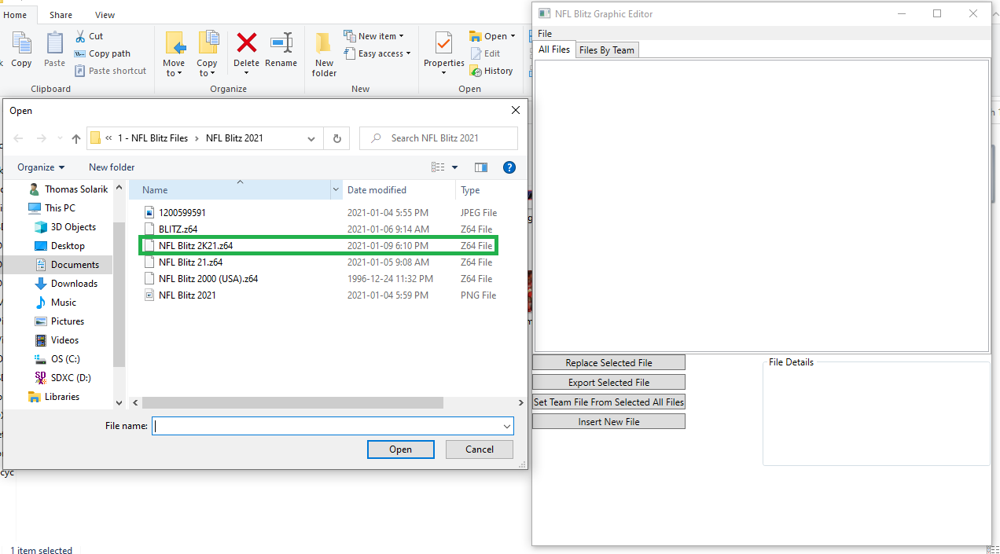 Home Share View
Copy
Paste
Cut
Copy path
Paste shortcut
Clipboard
Move to
Copy to
Delete
Rename
Organize
New folder
New item
Easy access
New
Properties
Open
Edit
History
Open
Open
« 1 - NFL Blitz Files › NFL Blitz 2021
Search NFL Blitz 2021
Organize New folder
Thomas Solarik
This PC
3D Objects
Desktop
Documents
Downloads
Music
Pictures
Videos
OS (C:)
SDXC (D:)
Libraries
Name Date modified Type
1200599591 2021-01-04 5:55 PM JPEG File
BLITZ.z64 2021-01-06 9:14 AM Z64 File
NFL Blitz 2K21.z64 2021-01-09 6:10 PM Z64 File
NFL Blitz 21.z64 2021-01-05 9:08 AM Z64 File
NFL Blitz 2000 (USA).z64 1996-12-24 11:32 PM Z64 File
NFL Blitz 2021 2021-01-04 5:59 PM PNG File
File name:
Open Cancel
cyc
1 item selected
NFL Blitz Graphic Editor
File
All Files Files By Team
Replace Selected File
Export Selected File
Set Team File From Selected All Files
Insert New File
File Details